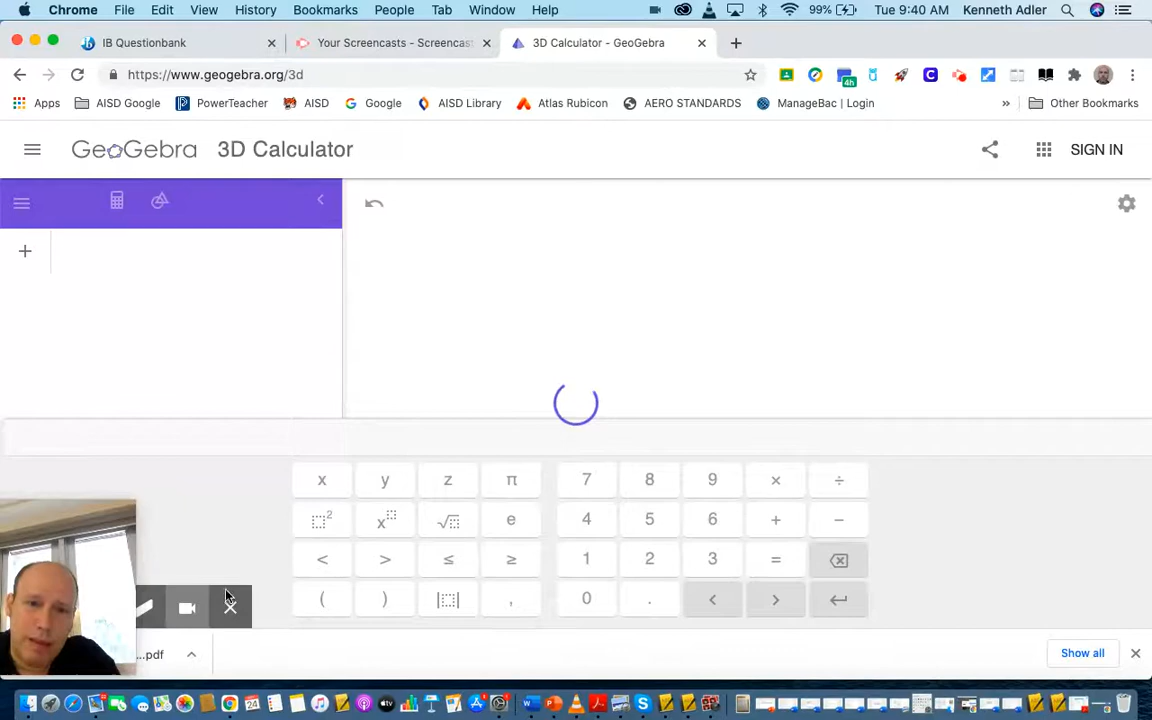 Chrome File Edit View History Bookmarks People Tab Window Help 99% Tue 9:40 AM Kenneth Adler
IB Questionbank Your Screencasts - Screencast 3D Calculator - GeoGebra
https://www.geogebra.org/3d 4h
Apps AISD Google PowerTeacher AISD Google AISD Library Atlas Rubicon AERO STANDARDS ManageBac | Login » Other Bookmarks
GeoGebra 3D Calculator SIGN IN
+
x y z π 7 8 9 × ÷
² x √ e 4 5 6 + −
< > ≤ ≥ 1 2 3 =
( ) | | , 0 . < >
...pdf Show all
24